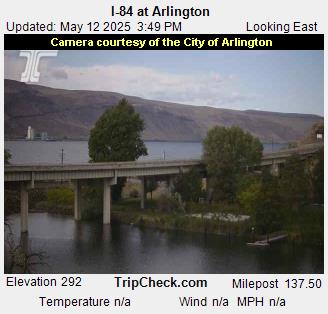 I-84 at Arlington
Updated: May 12 2025 3:49 PM Looking East
Camera courtesy of the City of Arlington
Elevation 292 TripCheck.com Milepost 137.50
Temperature n/a Wind n/a MPH n/a